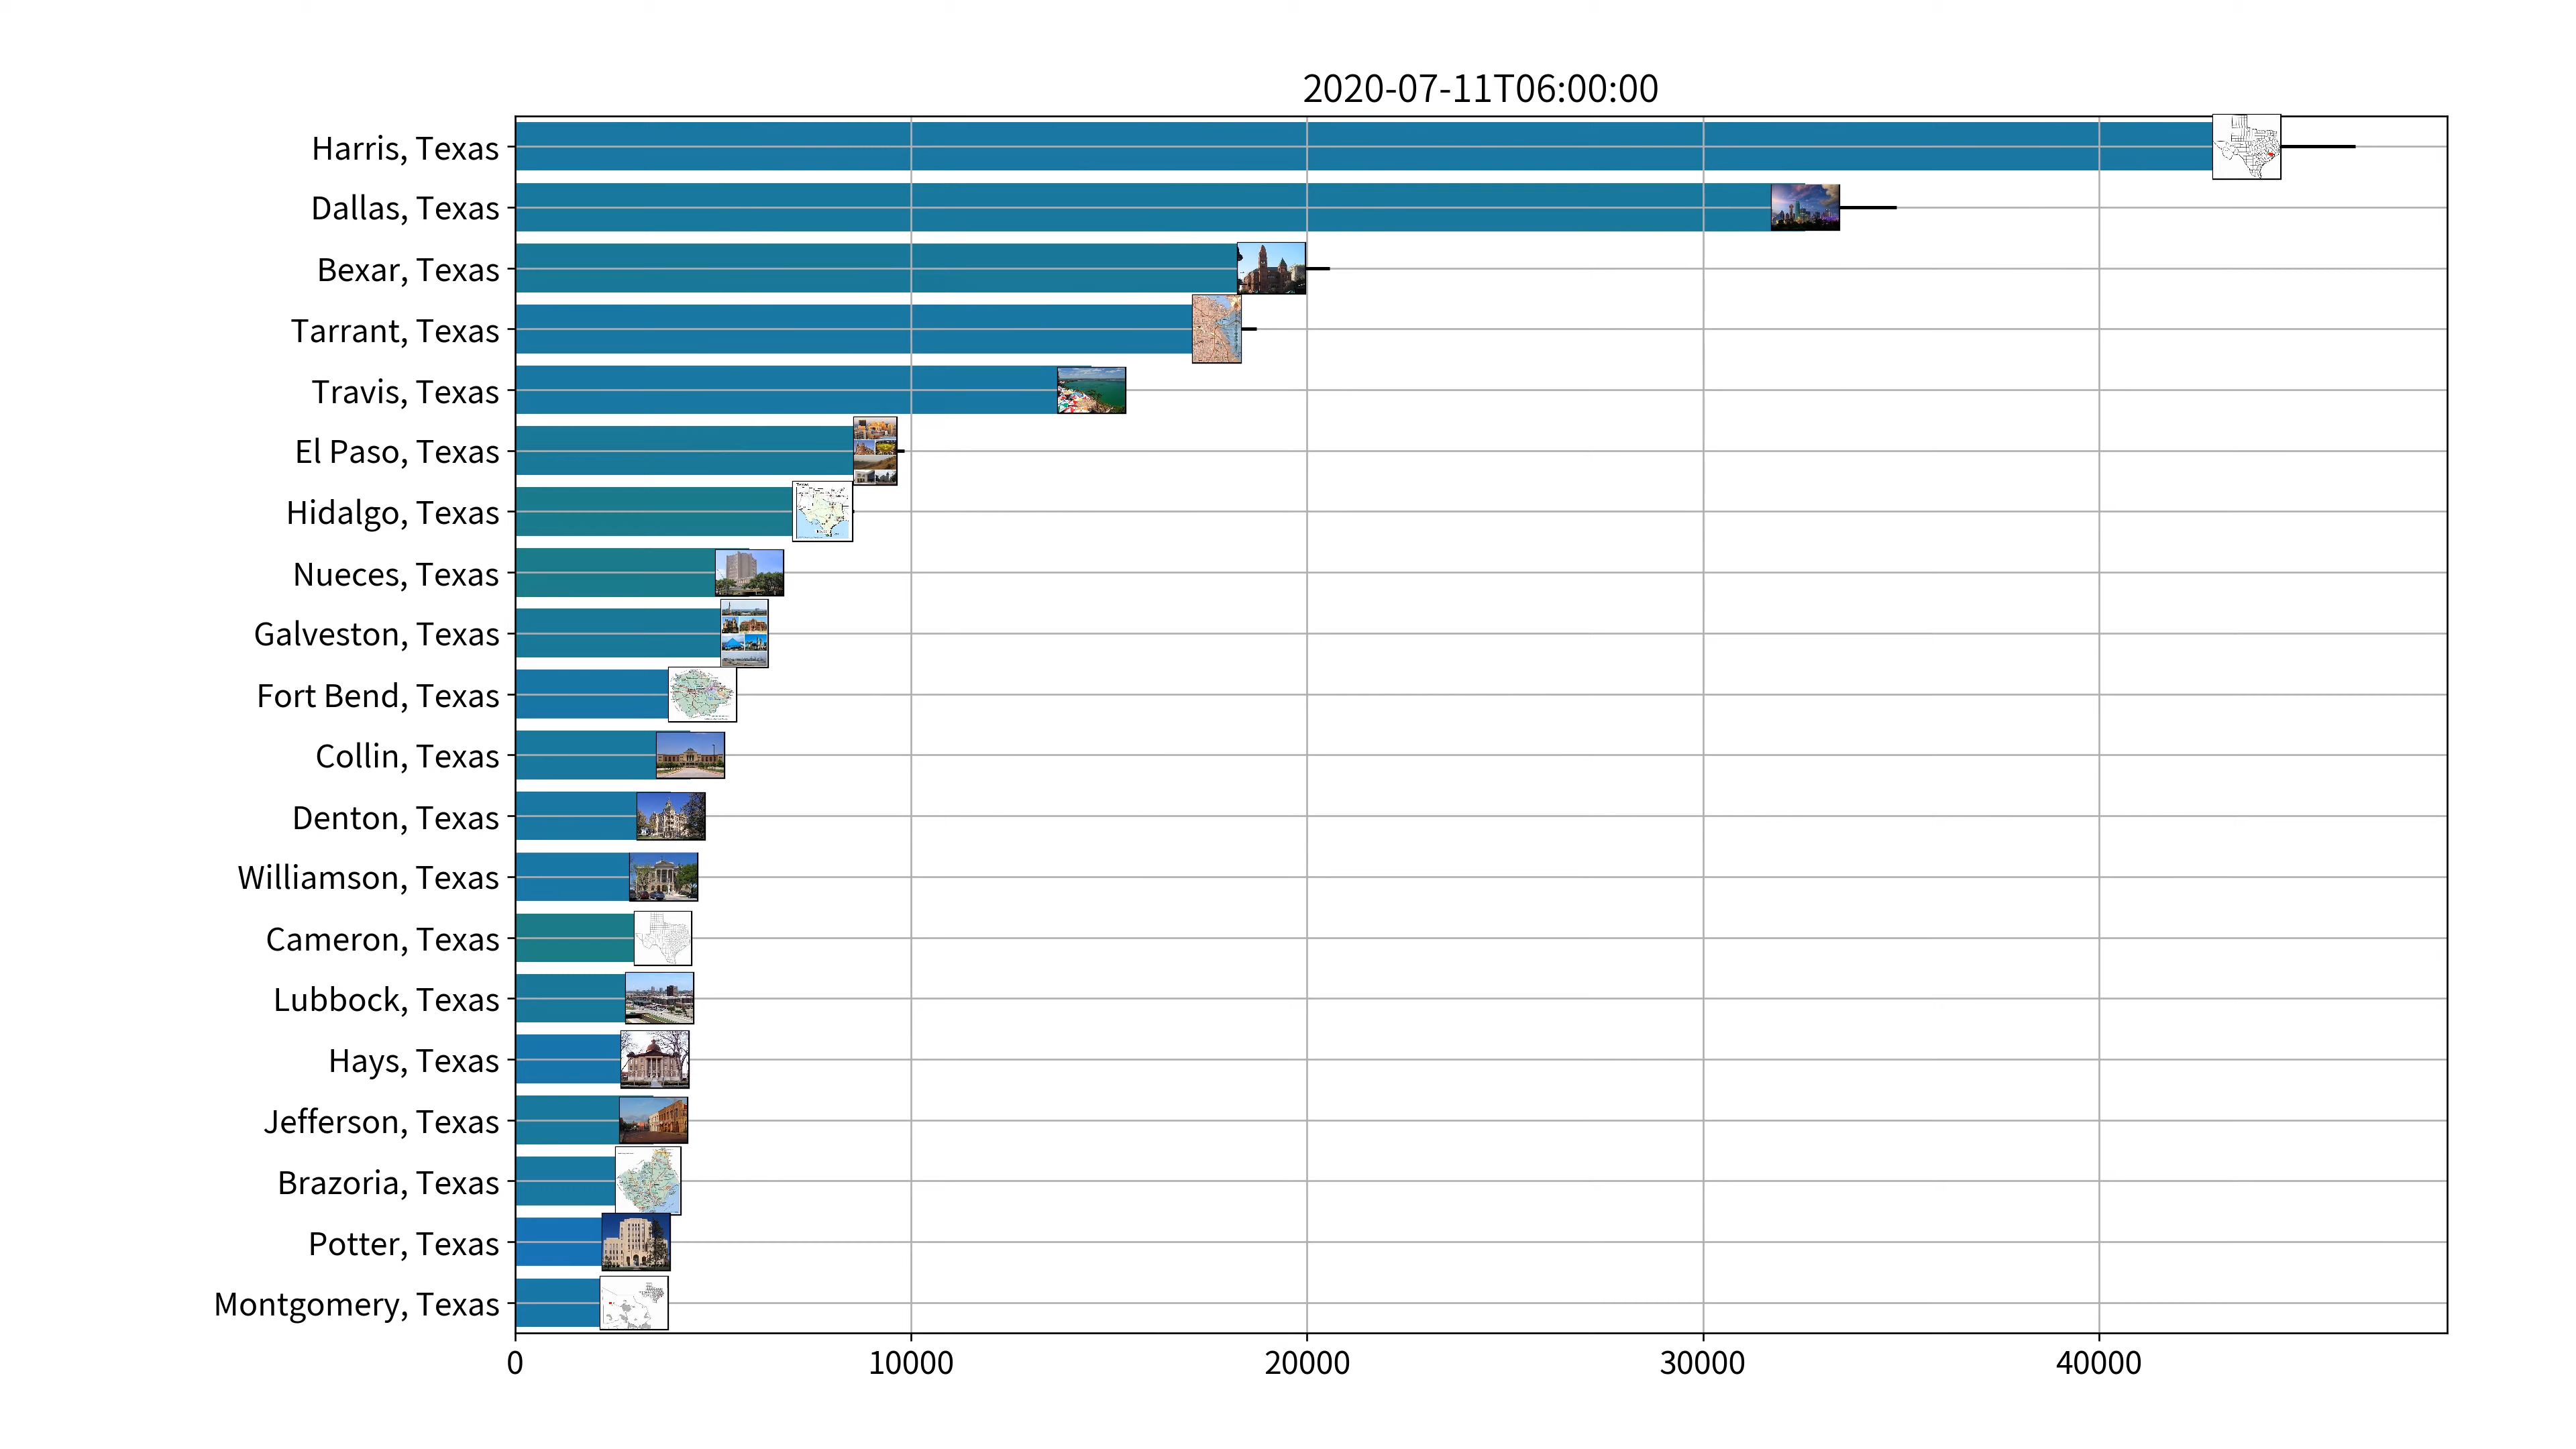 2020-07-11T06:00:00
Harris, Texas
Dallas, Texas
Bexar, Texas
Tarrant, Texas
Travis, Texas
El Paso, Texas
Hidalgo, Texas
Nueces, Texas
Galveston, Texas
Fort Bend, Texas
Collin, Texas
Denton, Texas
Williamson, Texas
Cameron, Texas
Lubbock, Texas
Hays, Texas
Jefferson, Texas
Brazoria, Texas
Potter, Texas
Montgomery, Texas
0 10000 20000 30000 40000